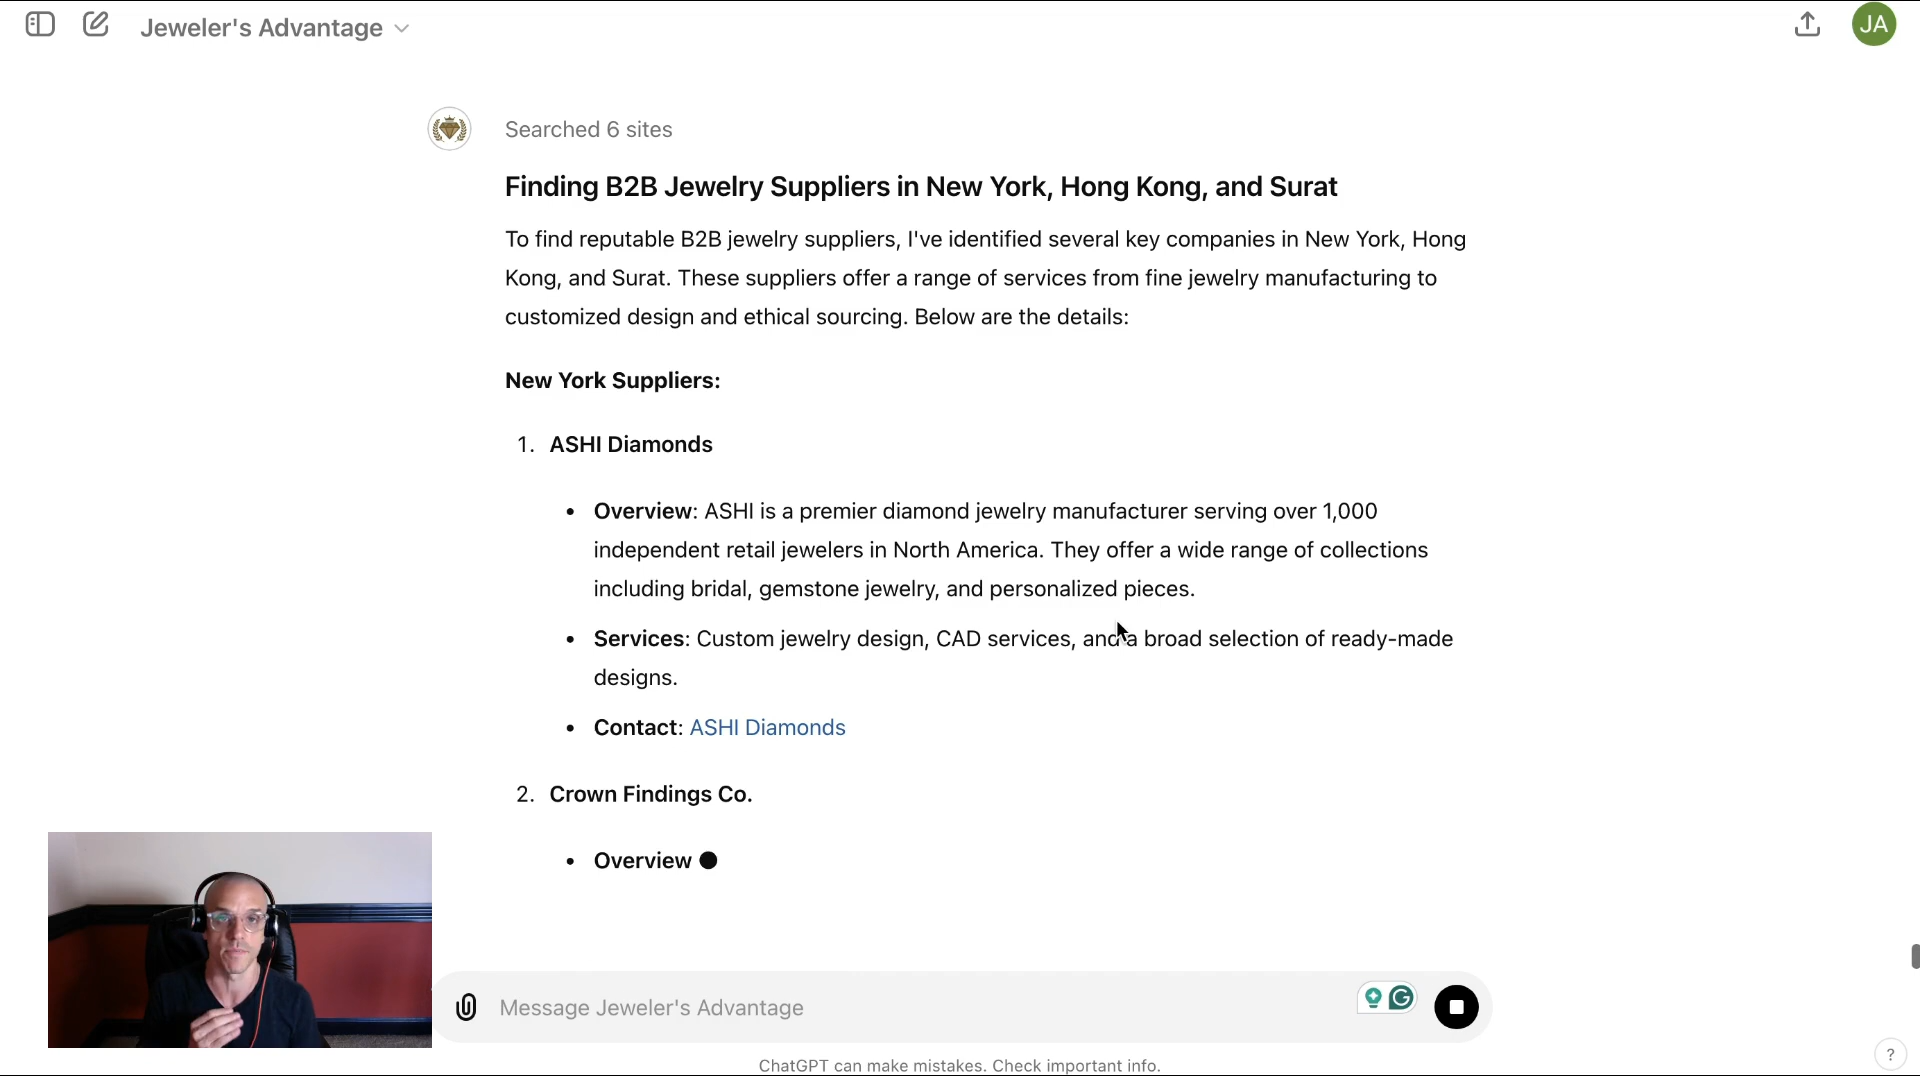 Jeweler's Advantage
JA
Searched 6 sites
Finding B2B Jewelry Suppliers in New York, Hong Kong, and Surat
To find reputable B2B jewelry suppliers, I've identified several key companies in New York, Hong
Kong, and Surat. These suppliers offer a range of services from fine jewelry manufacturing to
customized design and ethical sourcing. Below are the details:
New York Suppliers:
1. ASHI Diamonds
• Overview: ASHI is a premier diamond jewelry manufacturer serving over 1,000
independent retail jewelers in North America. They offer a wide range of collections
including bridal, gemstone jewelry, and personalized pieces.
• Services: Custom jewelry design, CAD services, and a broad selection of ready-made
designs.
• Contact: ASHI Diamonds
2. Crown Findings Co.
• Overview
Message Jeweler's Advantage
G
ChatGPT can make mistakes. Check important info.
?